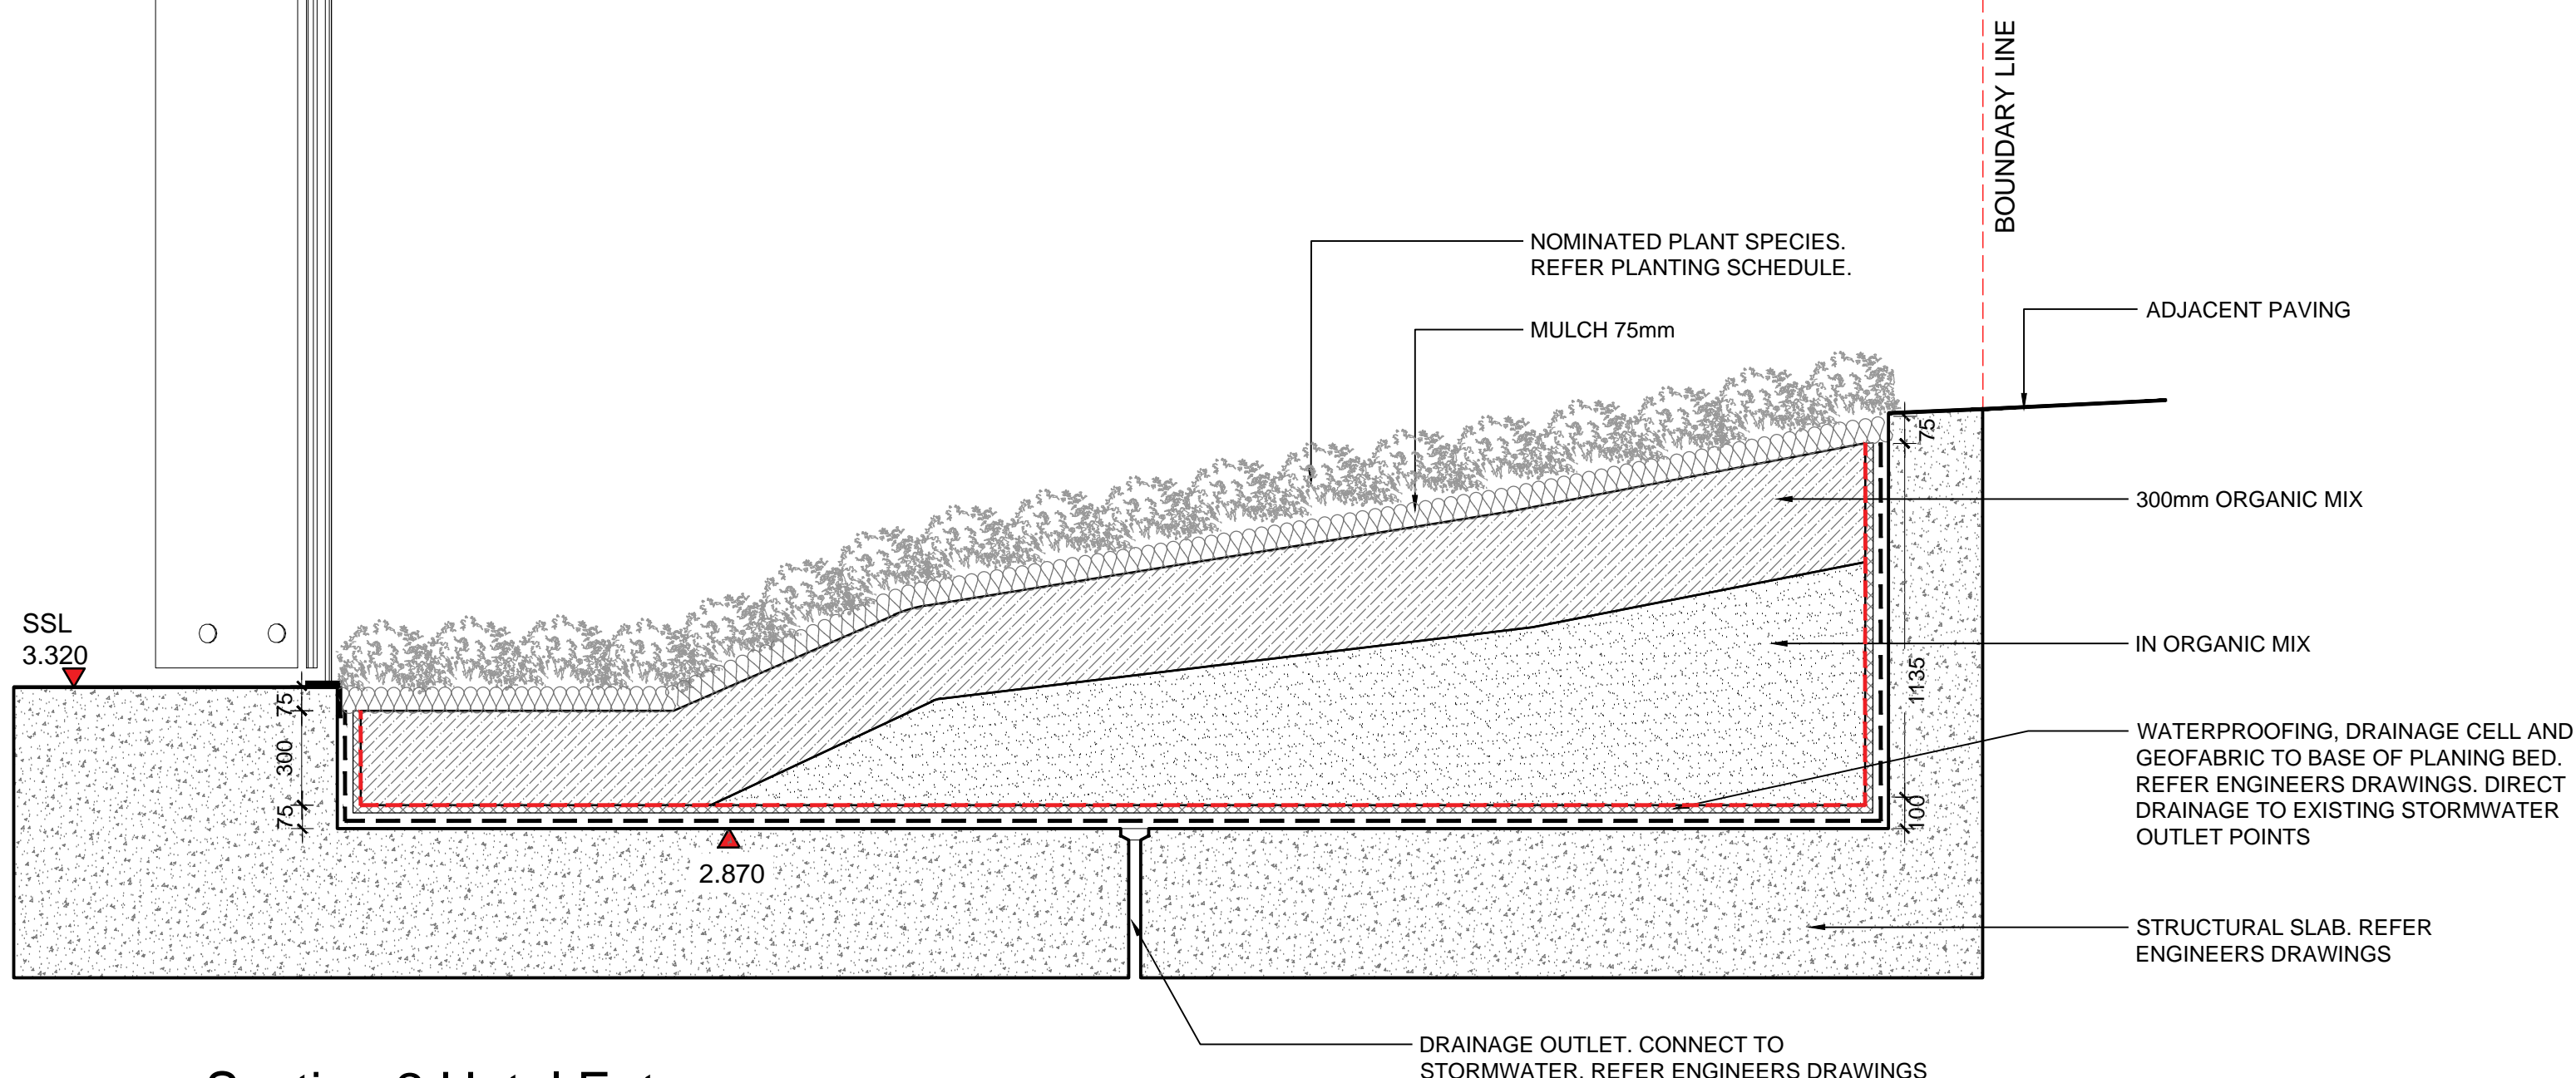 BOUNDARY LINE
NOMINATED PLANT SPECIES.
REFER PLANTING SCHEDULE.
MULCH 75mm
ADJACENT PAVING
75
300mm ORGANIC MIX
SSL
3.320
IN ORGANIC MIX
1135
75
300
75
WATERPROOFING, DRAINAGE CELL AND
GEOFABRIC TO BASE OF PLANING BED.
REFER ENGINEERS DRAWINGS. DIRECT
DRAINAGE TO EXISTING STORMWATER
OUTLET POINTS
100
2.870
STRUCTURAL SLAB. REFER
ENGINEERS DRAWINGS
DRAINAGE OUTLET. CONNECT TO
STORMWATER. REFER ENGINEERS DRAWINGS